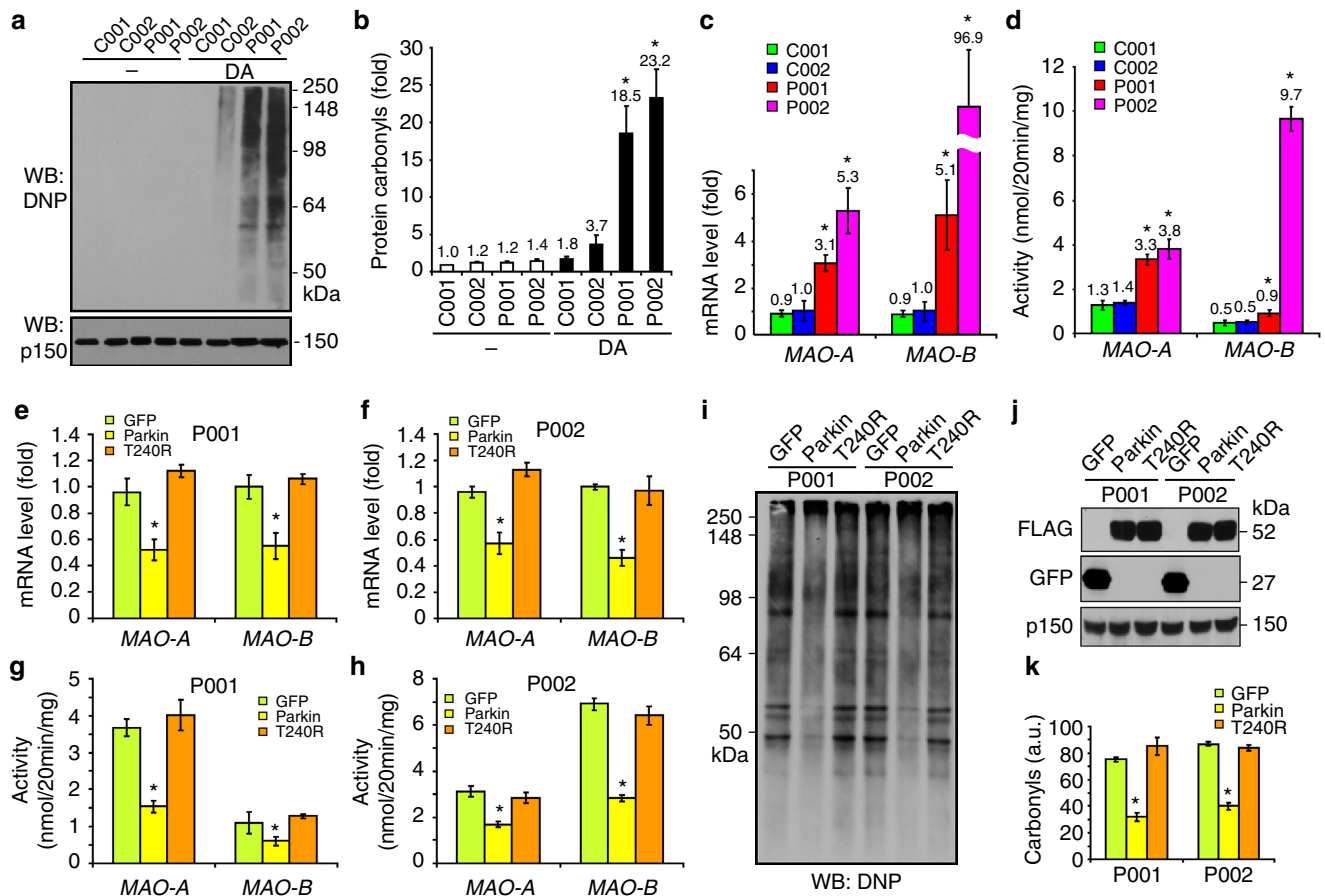 a
C001 C002 P001 P002 C001 C002 P001 P002
– DA
WB: DNP
250
148
98
64
50
kDa
WB: p150
150
b
Protein carbonyls (fold)
30
25
20
15
10
5
0
1.0 1.2 1.2 1.4 1.8 3.7 * 18.5 * 23.2
C001 C002 P001 P002 C001 C002 P001 P002
– DA
c
C001
C002
P001
P002
mRNA level (fold)
6
4
2
0
0.9 1.0 * 3.1 * 5.3
0.9 1.0 * 5.1 * 96.9
MAO-A MAO-B
d
C001
C002
P001
P002
Activity (nmol/20min/mg)
12
10
8
6
4
2
0
1.3 1.4 * 3.3 * 3.8
0.5 0.5 * 0.9 * 9.7
MAO-A MAO-B
e
GFP
Parkin
T240R
P001
mRNA level (fold)
1.4
1.2
1.0
0.8
0.6
0.4
0.2
0
* *
MAO-A MAO-B
f
GFP
Parkin
T240R
P002
mRNA level (fold)
1.4
1.2
1.0
0.8
0.6
0.4
0.2
0
* *
MAO-A MAO-B
g
P001
GFP
Parkin
T240R
Activity
(nmol/20min/mg)
5
4
3
2
1
0
* *
MAO-A MAO-B
h
P002
GFP
Parkin
T240R
Activity
(nmol/20min/mg)
8
6
4
2
0
* *
MAO-A MAO-B
i
GFP Parkin T240R GFP Parkin T240R
P001 P002
250
148
98
64
50
kDa
WB: DNP
j
GFP Parkin T240R GFP Parkin T240R
P001 P002
kDa
FLAG 52
GFP 27
p150 150
k
GFP
Parkin
T240R
Carbonyls (a.u.)
100
80
60
40
20
0
* *
P001 P002